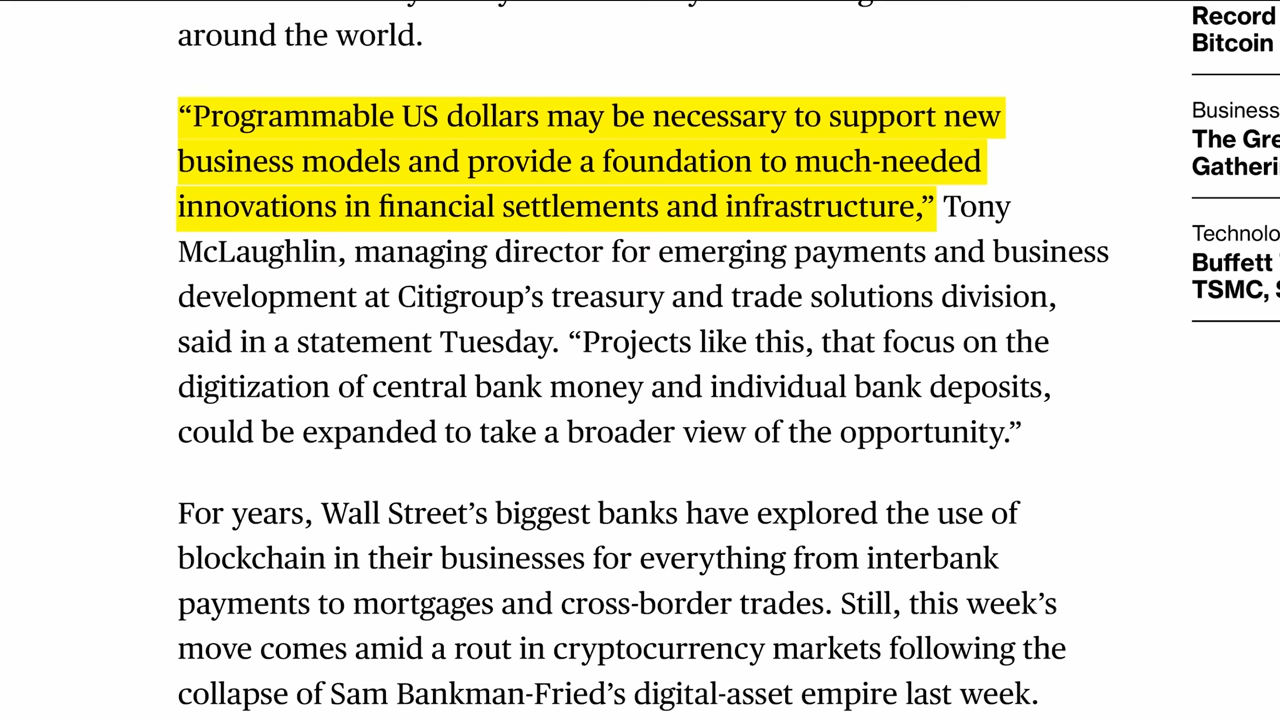 around the world.
“Programmable US dollars may be necessary to support new
business models and provide a foundation to much-needed
innovations in financial settlements and infrastructure,” Tony
McLaughlin, managing director for emerging payments and business
development at Citigroup’s treasury and trade solutions division,
said in a statement Tuesday. “Projects like this, that focus on the
digitization of central bank money and individual bank deposits,
could be expanded to take a broader view of the opportunity.”
For years, Wall Street’s biggest banks have explored the use of
blockchain in their businesses for everything from interbank
payments to mortgages and cross-border trades. Still, this week’s
move comes amid a rout in cryptocurrency markets following the
collapse of Sam Bankman-Fried’s digital-asset empire last week.
Record
Bitcoin
Business
The Gre
Gatheri
Technolo
Buffett
TSMC,